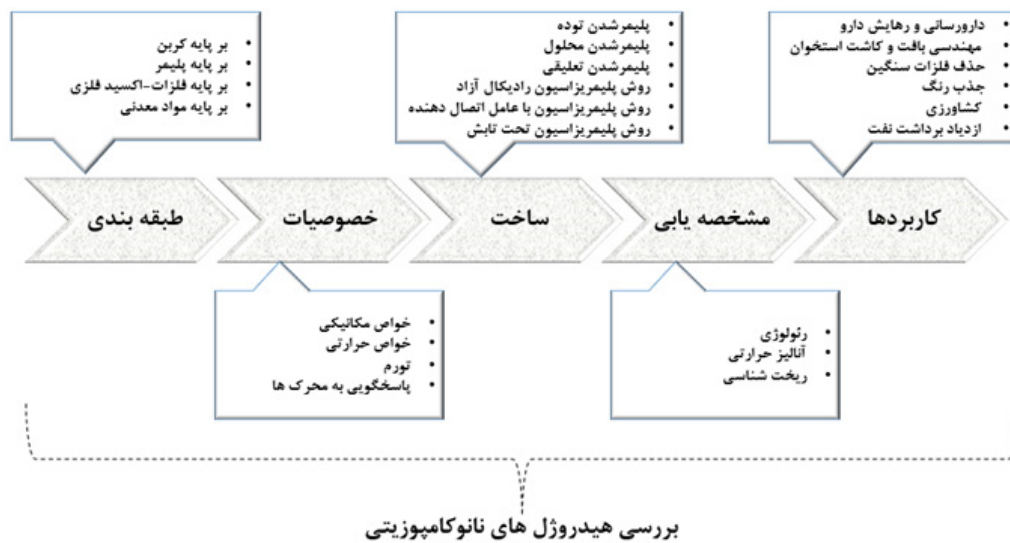 بر پایه کربن
بر پایه پلیمر
بر پایه فلزات-اکسید فلزی
بر پایه مواد معدنی
پلیمرشدن توده
پلیمرشدن محلول
پلیمرشدن تعلیقی
روش پلیمریزاسیون رادیکال آزاد
روش پلیمریزاسیون با عامل اتصال دهنده
روش پلیمریزاسیون تحت تابش
دارورسانی و رهایش دارو
مهندسی بافت و کاشت استخوان
حذف فلزات سنگین
جذب رنگ
کشاورزی
ازدیاد برداشت نفت
طبقه بندی
خصوصیات
ساخت
مشخصه یابی
کاربردها
خواص مکانیکی
خواص حرارتی
تورم
پاسخگویی به محرک ها
رئولوژی
آنالیز حرارتی
ریخت شناسی
بررسی هیدروژل های نانوکامپوزیتی